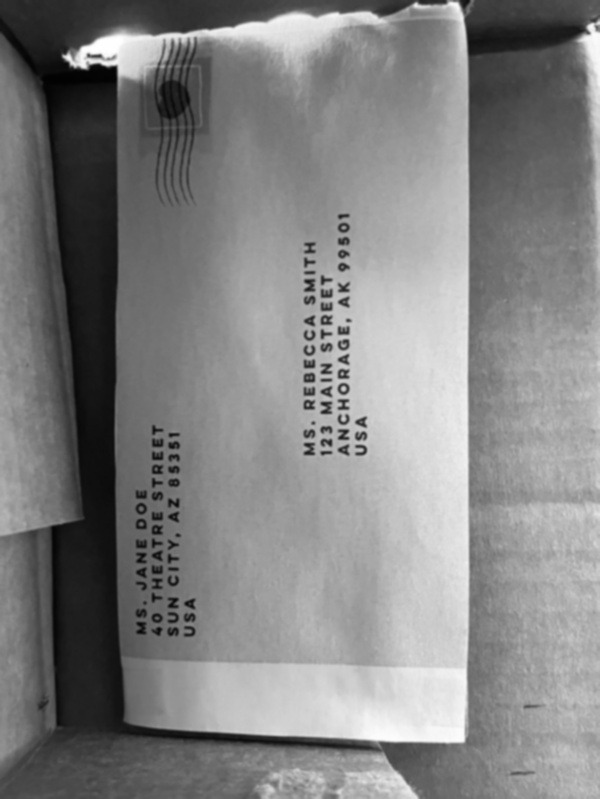 MS. JANE DOE
40 THEATRE STREET
SUN CITY, AZ 85351
USA
MS. REBECCA SMITH
123 MAIN STREET
ANCHORAGE, AK 99501
USA